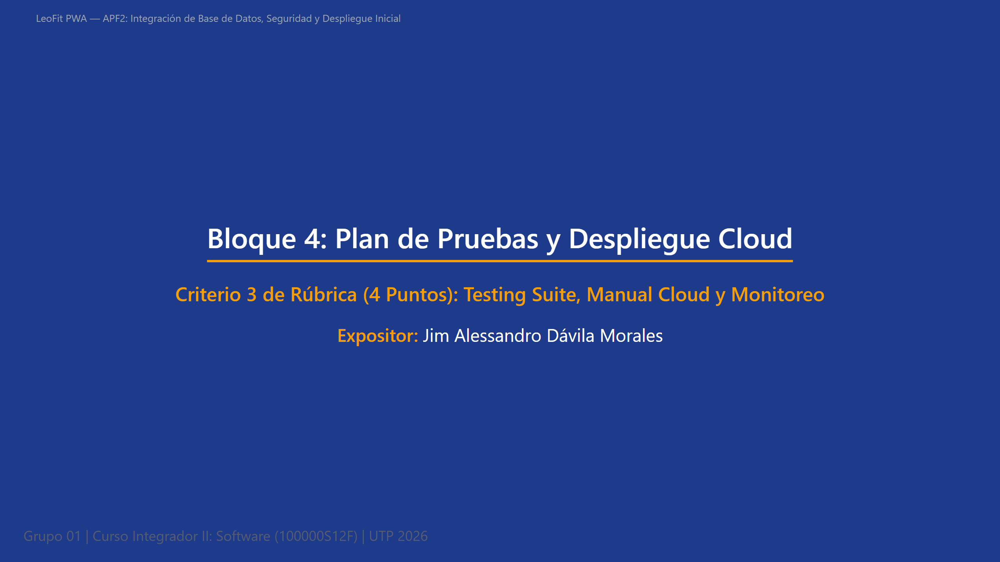 LeoFit PWA — APF2: Integración de Base de Datos, Seguridad y Despliegue Inicial
Bloque 4: Plan de Pruebas y Despliegue Cloud
Criterio 3 de Rúbrica (4 Puntos): Testing Suite, Manual Cloud y Monitoreo
Expositor: Jim Alessandro Dávila Morales
Grupo 01 | Curso Integrador II: Software (100000S12F) | UTP 2026